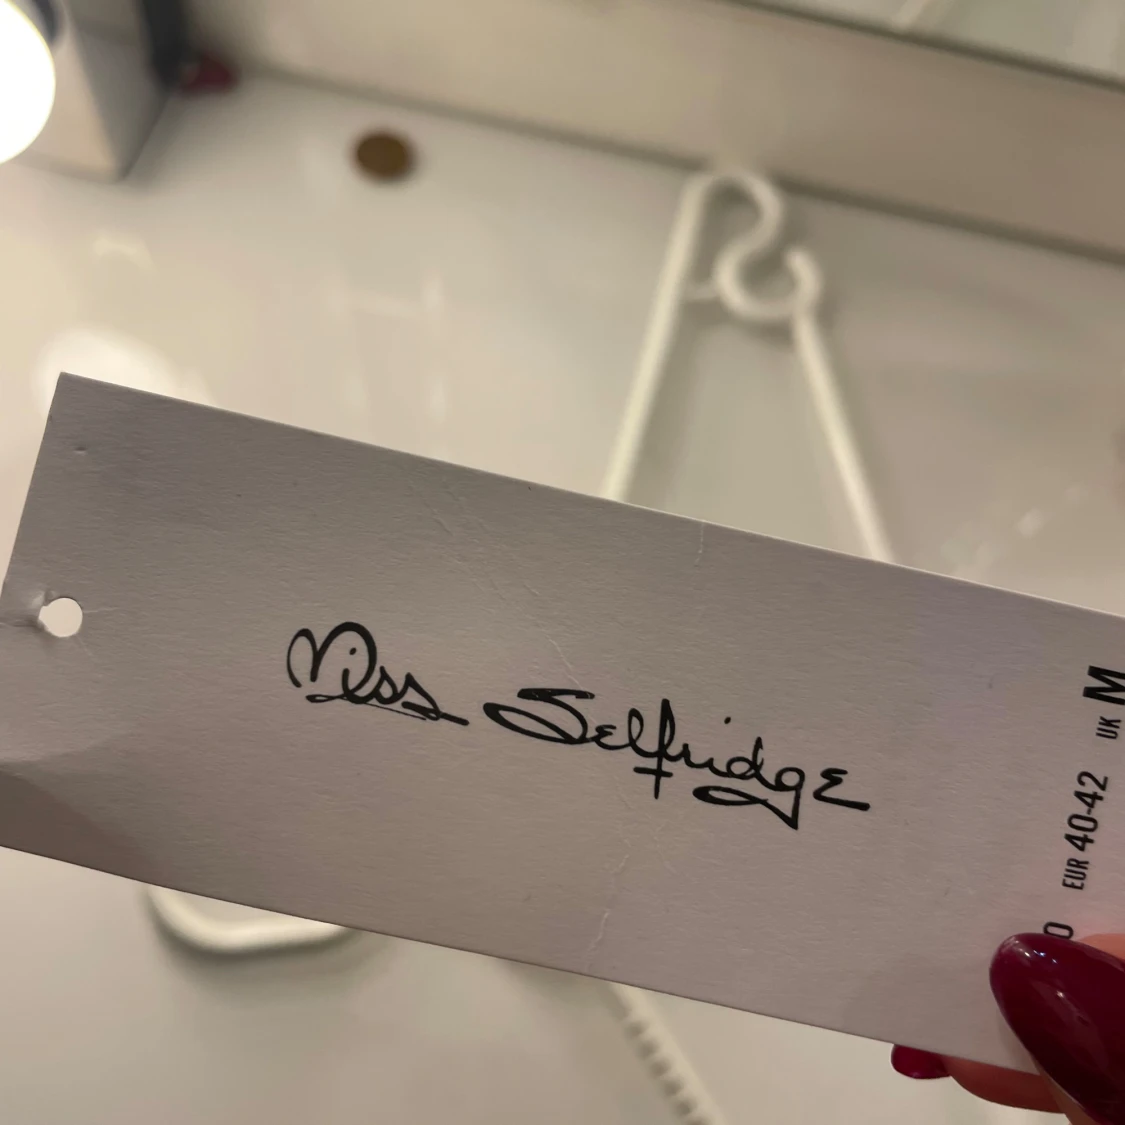 Miss Selfridge
UK M
EUR 40-42